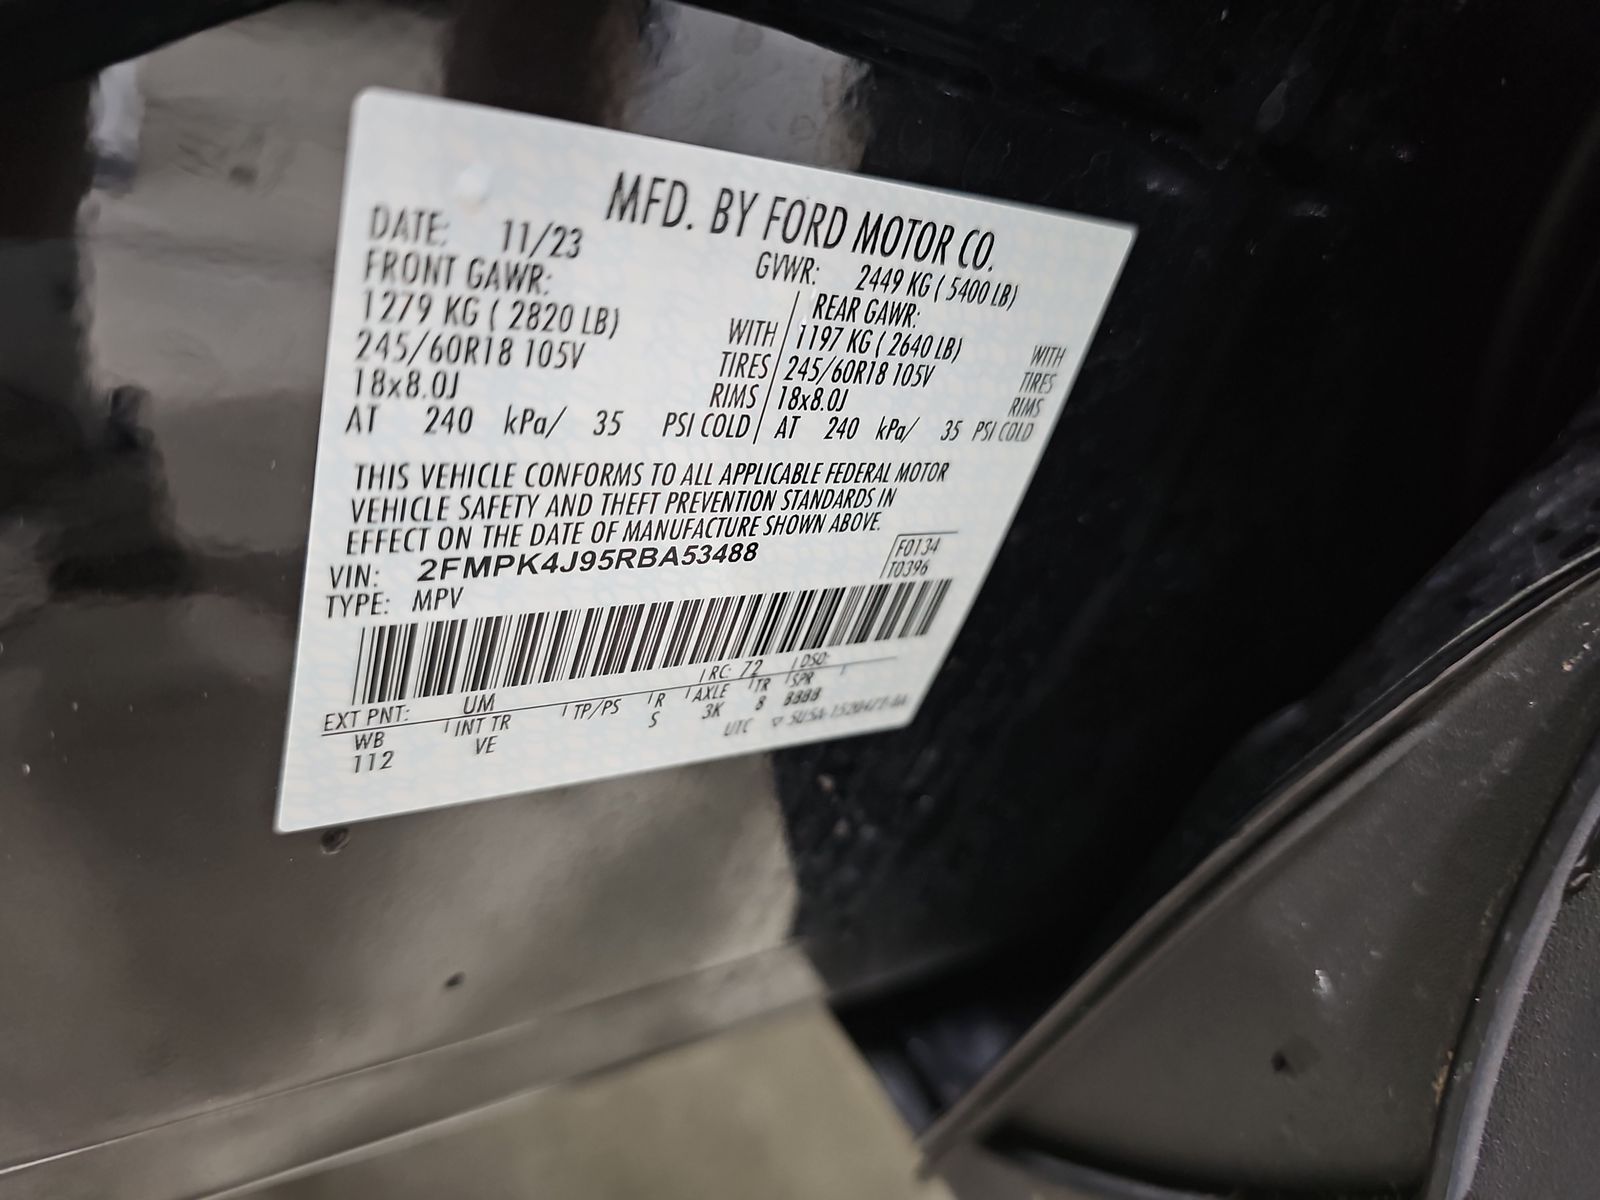 MFD. BY FORD MOTOR CO.
DATE: 11/23 GVWR: 2449 KG ( 5400 LB)
FRONT GAWR: REAR GAWR:
1279 KG ( 2820 LB) WITH 1197 KG ( 2640 LB) WITH
245/60R18 105V TIRES 245/60R18 105V TIRES
18x8.0J RIMS 18x8.0J RIMS
AT 240 kPa/ 35 PSI COLD AT 240 kPa/ 35 PSI COLD
THIS VEHICLE CONFORMS TO ALL APPLICABLE FEDERAL MOTOR
VEHICLE SAFETY AND THEFT PREVENTION STANDARDS IN
EFFECT ON THE DATE OF MANUFACTURE SHOWN ABOVE.
VIN: 2FMPK4J95RBA53488 F0134
TYPE: MPV T0396
EXT PNT: UM RC: 72 DSO:
WB INT TR TP/PS R AXLE TR SPR
112 VE S 3K 8 BBBB
UTC